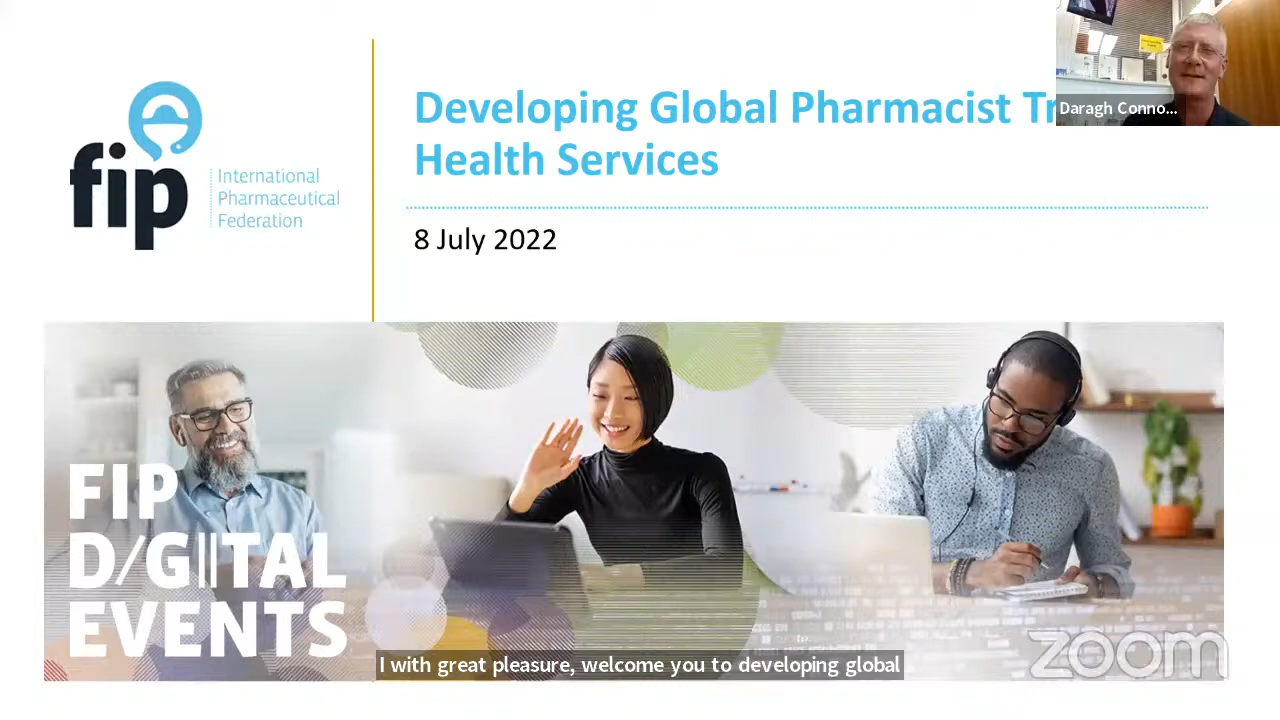 fip
International
Pharmaceutical
Federation
Developing Global Pharmacist Tr
Health Services
8 July 2022
Daragh Conno...
FIP
DIGITAL
EVENTS
I with great pleasure, welcome you to developing global
zoom